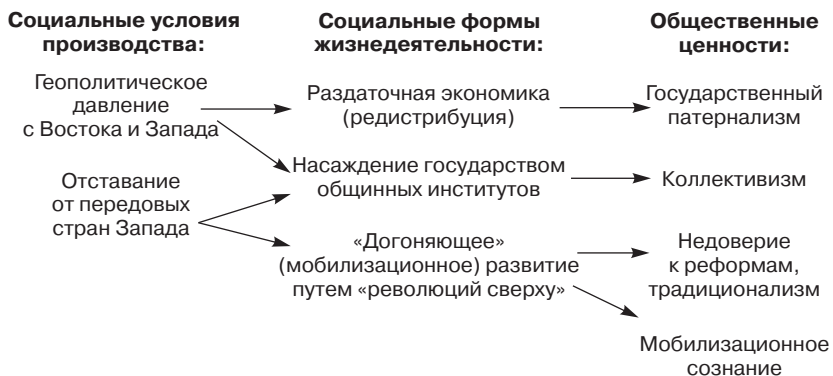 Социальные условия
производства:
Социальные формы
жизнедеятельности:
Общественные
ценности:
Геополитическое
давление
с Востока и Запада
Раздаточная экономика
(редистрибуция)
Государственный
патернализм
Отставание
от передовых
стран Запада
Насаждение государством
общинных институтов
Коллективизм
«Догоняющее»
(мобилизационное) развитие
путем «революций сверху»
Недоверие
к реформам,
традиционализм
Мобилизационное
сознание